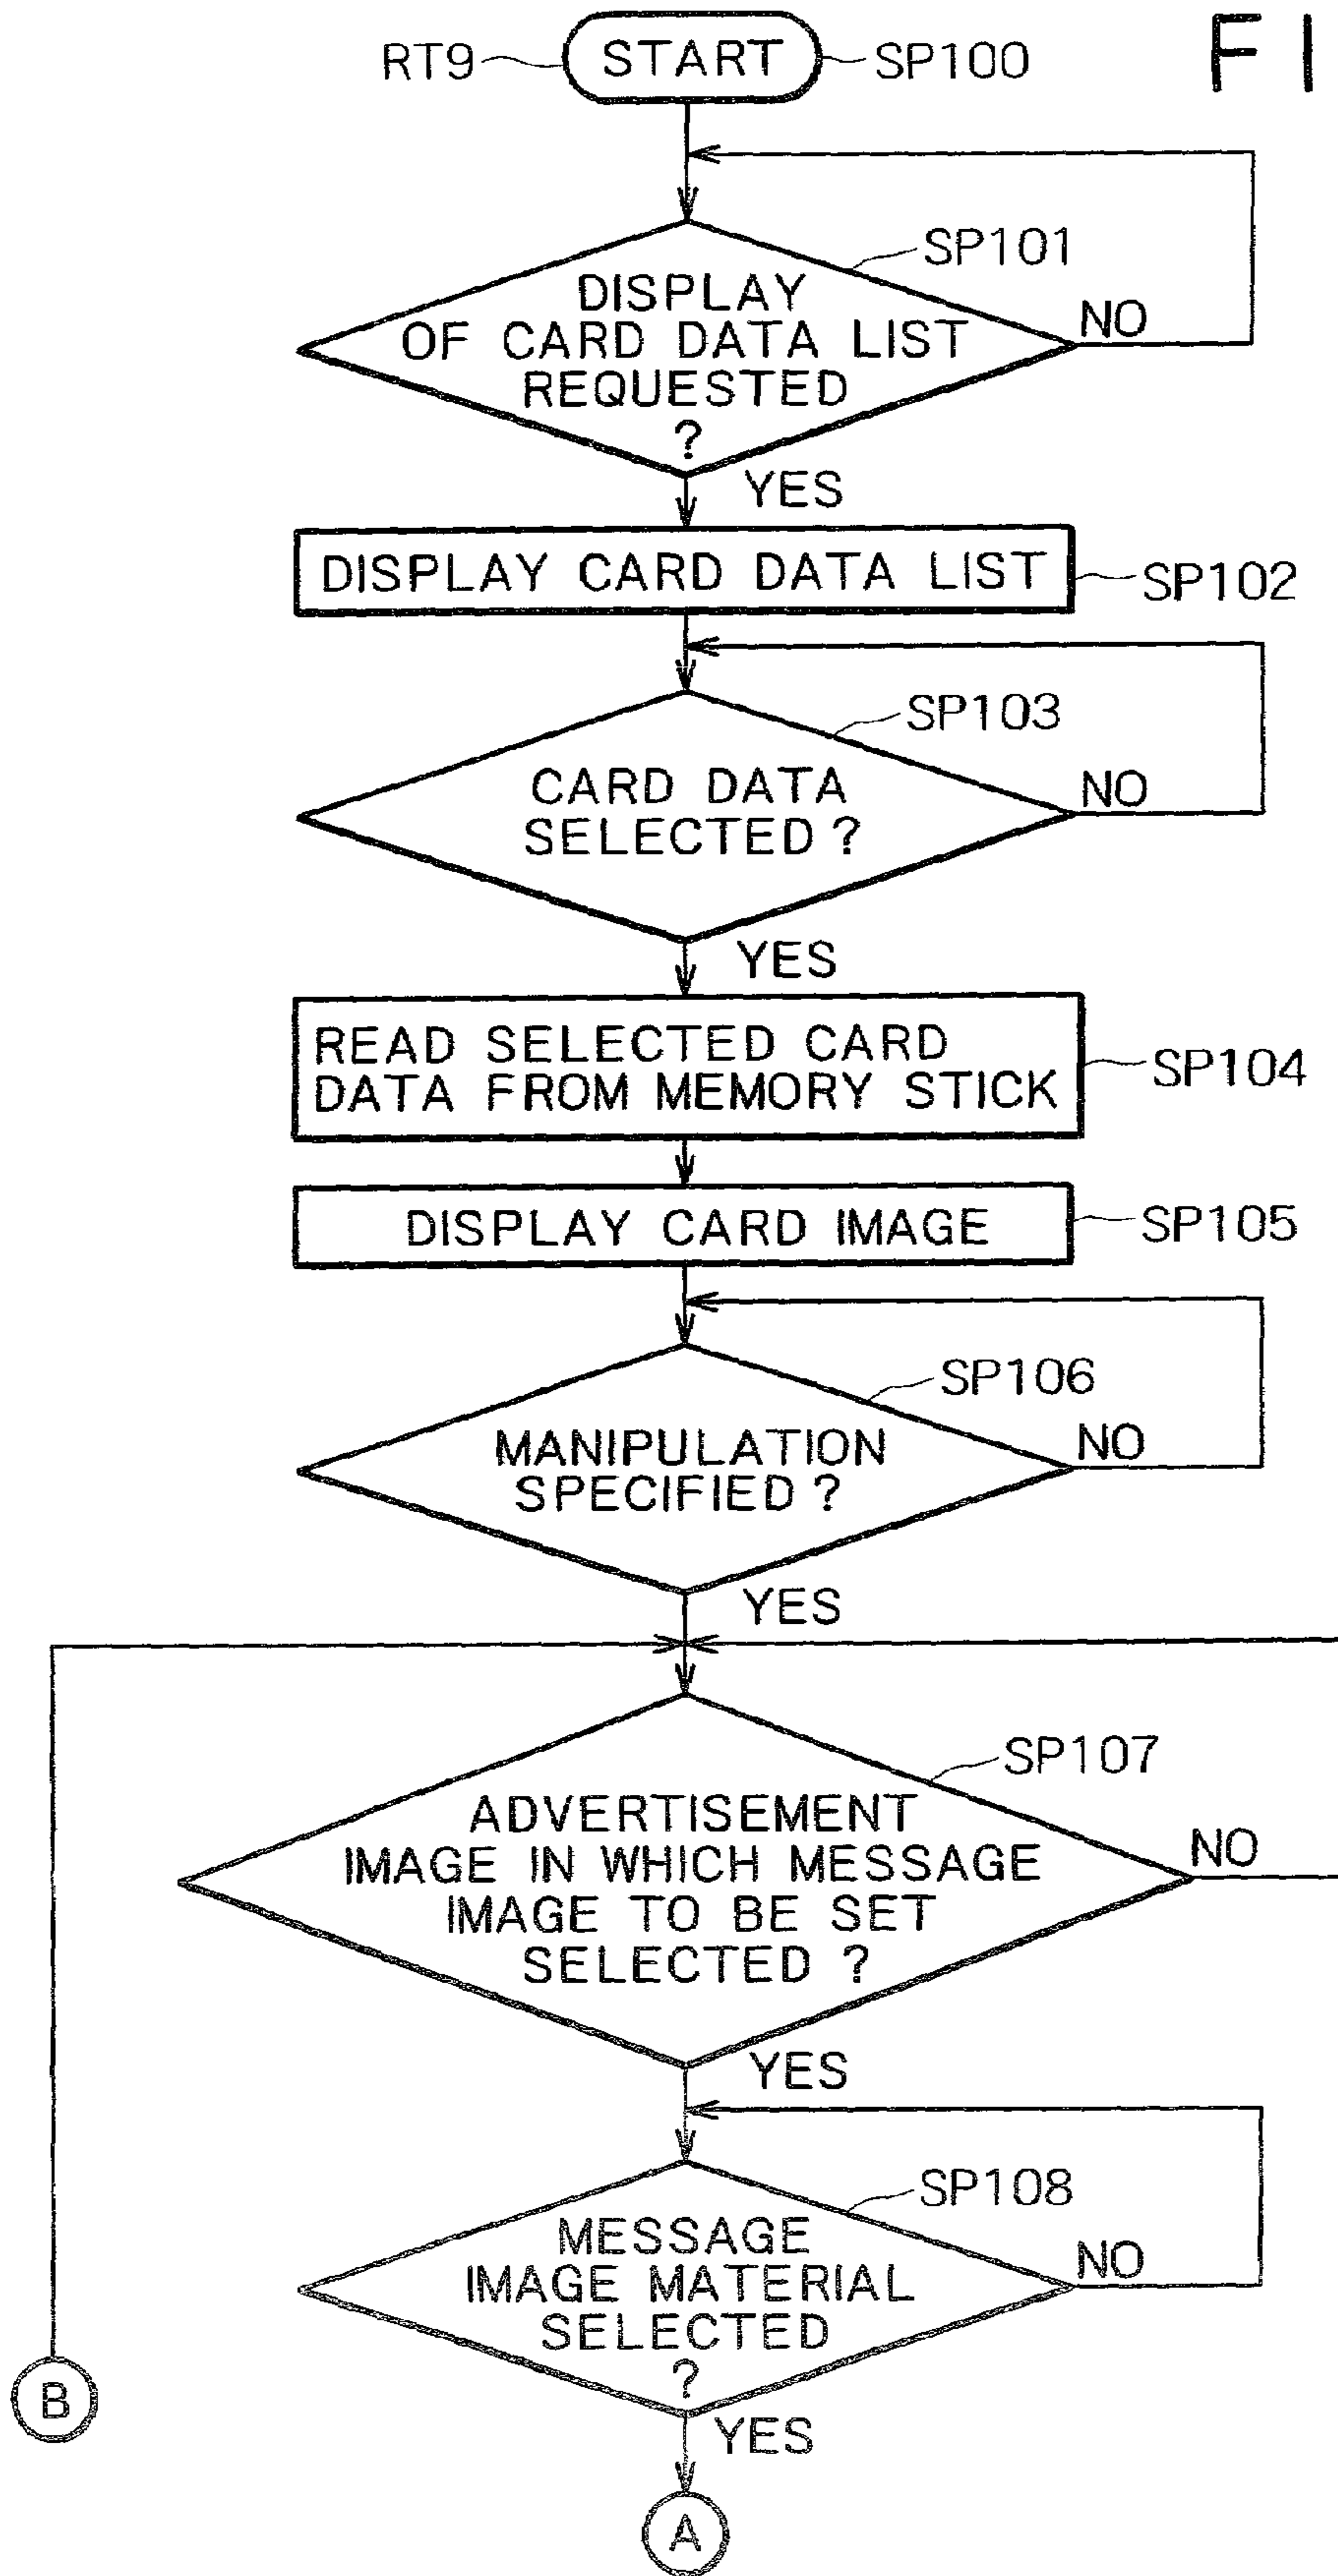 FI
RT9 START SP100
SP101
DISPLAY
OF CARD DATA LIST
REQUESTED
?
NO
YES
DISPLAY CARD DATA LIST
SP102
SP103
CARD DATA
SELECTED ?
NO
YES
READ SELECTED CARD
DATA FROM MEMORY STICK
SP104
DISPLAY CARD IMAGE
SP105
SP106
MANIPULATION
SPECIFIED ?
NO
YES
SP107
ADVERTISEMENT
IMAGE IN WHICH MESSAGE
IMAGE TO BE SET
SELECTED ?
NO
YES
SP108
MESSAGE
IMAGE MATERIAL
SELECTED
?
NO
YES
B
A